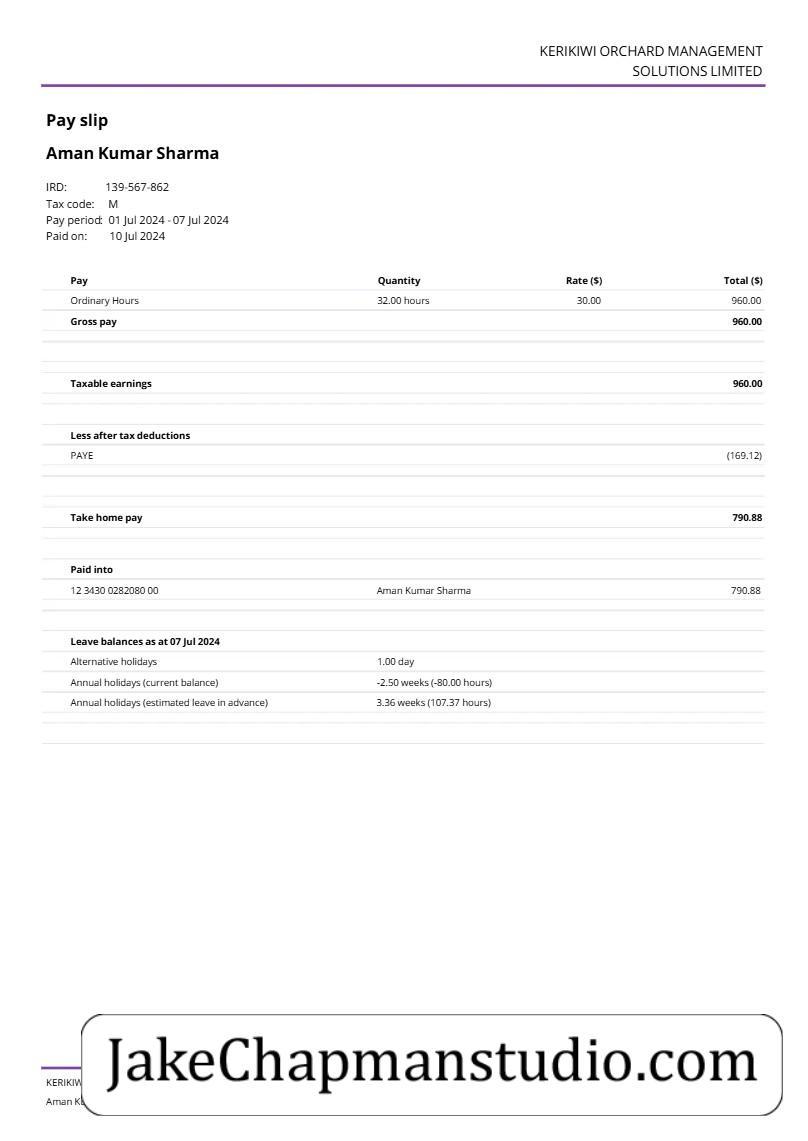 KERIKIWI ORCHARD MANAGEMENT
SOLUTIONS LIMITED
Pay slip
Aman Kumar Sharma
IRD: 139-567-862
Tax code: M
Pay period: 01 Jul 2024 - 07 Jul 2024
Paid on: 10 Jul 2024
Pay Quantity Rate ($) Total ($)
Ordinary Hours 32.00 hours 30.00 960.00
Gross pay 960.00
Taxable earnings 960.00
Less after tax deductions
PAYE (169.12)
Take home pay 790.88
Paid into
12 3430 0282080 00 Aman Kumar Sharma 790.88
Leave balances as at 07 Jul 2024
Alternative holidays 1.00 day
Annual holidays (current balance) -2.50 weeks (-80.00 hours)
Annual holidays (estimated leave in advance) 3.36 weeks (107.37 hours)
JakeChapmanstudio.com
Aman